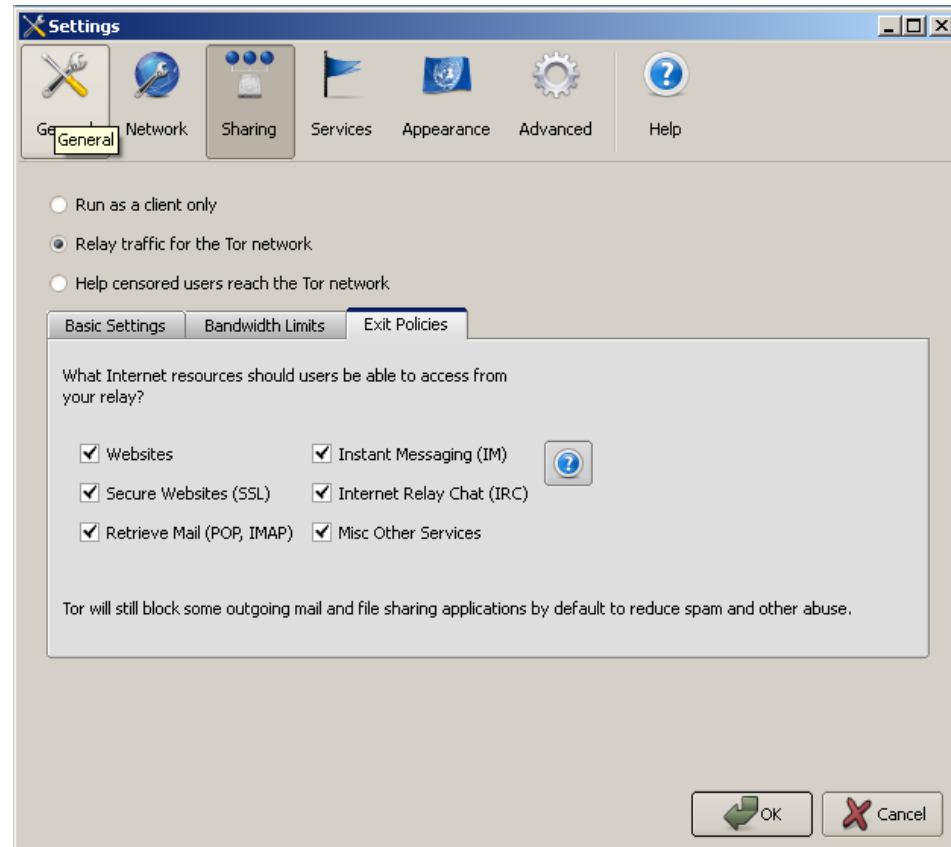 Settings
General Network Sharing Services Appearance Advanced Help
Run as a client only
Relay traffic for the Tor network
Help censored users reach the Tor network
Basic Settings Bandwidth Limits Exit Policies
What Internet resources should users be able to access from
your relay?
Websites Instant Messaging (IM)
Secure Websites (SSL) Internet Relay Chat (IRC)
Retrieve Mail (POP, IMAP) Misc Other Services
Tor will still block some outgoing mail and file sharing applications by default to reduce spam and other abuse.
OK Cancel